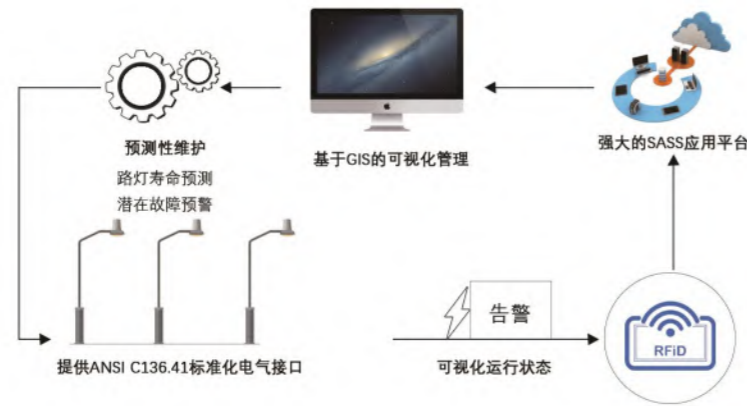 预测性维护
路灯寿命预测
潜在故障预警
基于GIS的可视化管理
强大的SASS应用平台
告警
RFiD
提供ANSI C136.41标准化电气接口
可视化运行状态